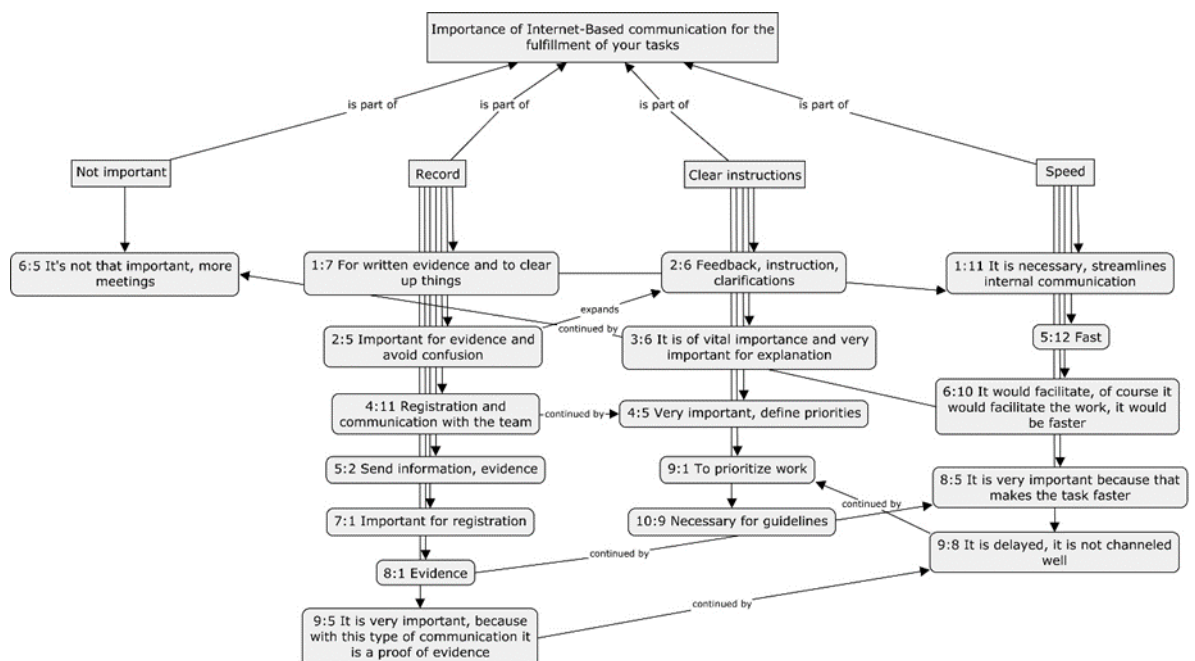 Importance of Internet-Based communication for the
fulfillment of your tasks
is part of
is part of
is part of
is part of
Not important
Record
Clear instructions
Speed
6:5 It's not that important, more
meetings
1:7 For written evidence and to clear
up things
2:6 Feedback, instruction,
clarifications
1:11 It is necessary, streamlines
internal communication
expands
continued by
2:5 Important for evidence and
avoid confusion
3:6 It is of vital importance and very
important for explanation
5:12 Fast
4:11 Registration and
communication with the team
continued by
4:5 Very important, define priorities
6:10 It would facilitate, of course it
would facilitate the work, it would
be faster
5:2 Send information, evidence
9:1 To prioritize work
8:5 It is very important because that
makes the task faster
continued by
7:1 Important for registration
10:9 Necessary for guidelines
9:8 It is delayed, it is not channeled
well
continued by
8:1 Evidence
continued by
9:5 It is very important, because
with this type of communication it
is a proof of evidence